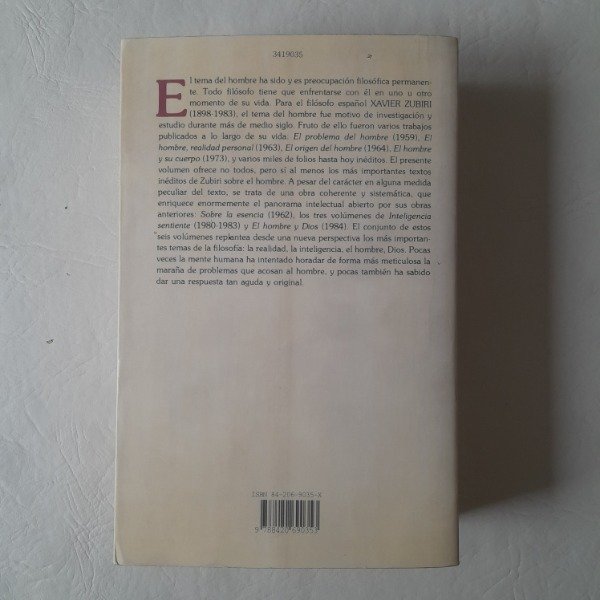 3419035
El tema del hombre ha sido y es preocupación filosófica permanen-
te. Todo filósofo tiene que enfrentarse con él en uno u otro
momento de su vida. Para el filósofo español XAVIER ZUBIRI
(1898-1983), el tema del hombre fue motivo de investigación y
estudio durante más de medio siglo. Fruto de ello fueron varios trabajos
publicados a lo largo de su vida: El problema del hombre (1959), El
hombre, realidad personal (1963), El origen del hombre (1964), El hombre
y su cuerpo (1973), y varios miles de folios hasta hoy inéditos. El presente
volumen ofrece no todos, pero sí al menos los más importantes textos
inéditos de Zubiri sobre el hombre. A pesar del carácter en alguna medida
peculiar del texto, se trata de una obra coherente y sistemática, que
enriquece enormemente el panorama intelectual abierto por sus obras
anteriores: Sobre la esencia (1962), los tres volúmenes de Inteligencia
sentiente (1980-1983) y El hombre y Dios (1984). El conjunto de estos
seis volúmenes replantea desde una nueva perspectiva los más importan-
tes temas de la filosofía: la realidad, la inteligencia, el hombre, Dios. Pocas
veces la mente humana ha intentado horadar de forma más meticulosa la
maraña de problemas que acosan al hombre, y pocas también ha sabido
dar una respuesta tan aguda y original.
ISBN 84-206-9035-X
9 788420 690353